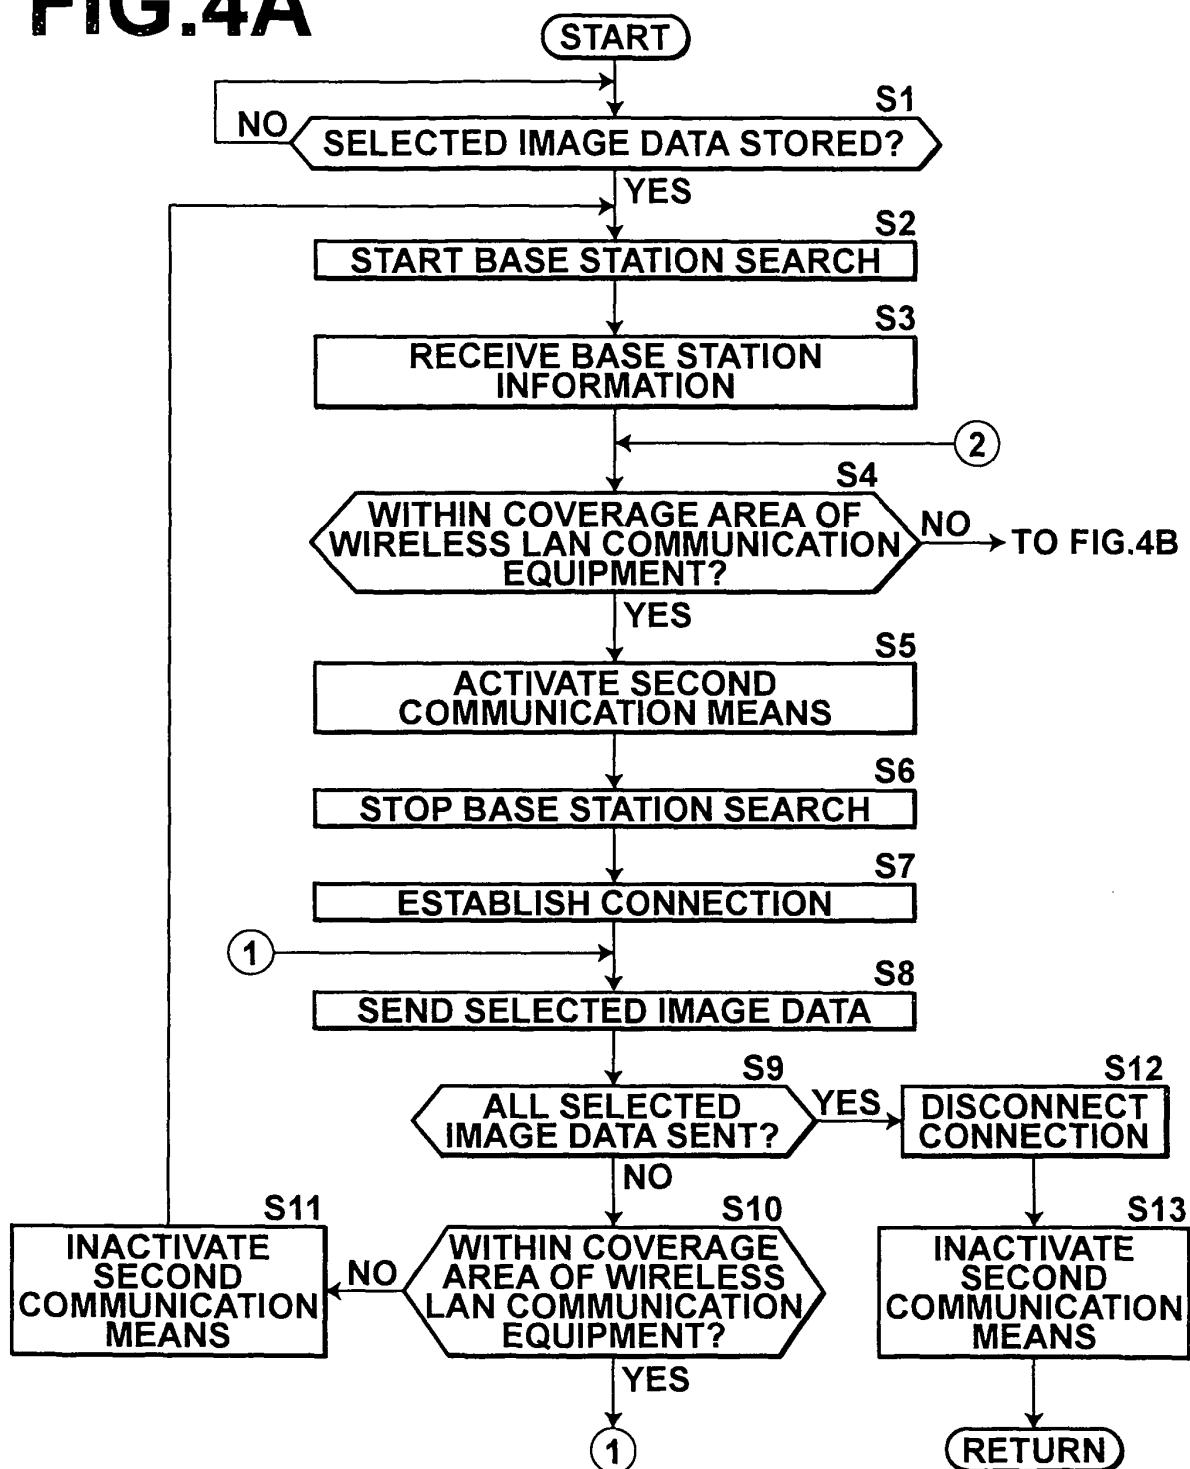 FIG.4A
START
S1
NO
SELECTED IMAGE DATA STORED?
YES
S2
START BASE STATION SEARCH
S3
RECEIVE BASE STATION
INFORMATION
2
S4
WITHIN COVERAGE AREA OF
WIRELESS LAN COMMUNICATION
EQUIPMENT?
NO
TO FIG.4B
YES
S5
ACTIVATE SECOND
COMMUNICATION MEANS
S6
STOP BASE STATION SEARCH
S7
ESTABLISH CONNECTION
1
S8
SEND SELECTED IMAGE DATA
S9
ALL SELECTED
IMAGE DATA SENT?
YES
S12
DISCONNECT
CONNECTION
NO
S11
INACTIVATE
SECOND
COMMUNICATION
MEANS
NO
S10
WITHIN COVERAGE
AREA OF WIRELESS
LAN COMMUNICATION
EQUIPMENT?
S13
INACTIVATE
SECOND
COMMUNICATION
MEANS
YES
1
RETURN